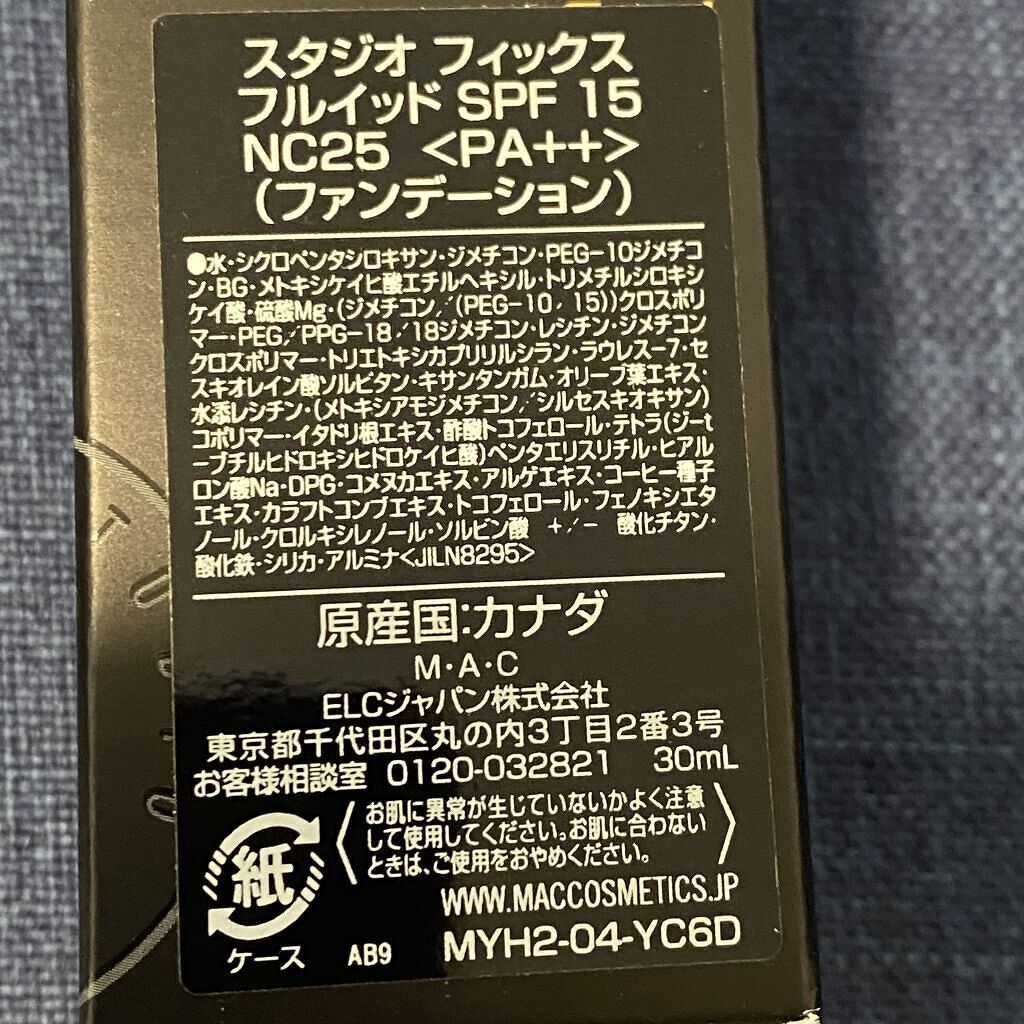 スタジオ フィックス
フルイッド SPF 15
NC25 <PA++>
(ファンデーション)
●水・シクロペンタシロキサン・ジメチコン・PEG-10ジメチコ
ン・BG・メトキシケイヒ酸エチルヘキシル・トリメチルシロキシ
ケイ酸・硫酸Mg・(ジメチコン/(PEG-10/15))クロスポリ
マー・PEG/PPG-18/18ジメチコン・レシチン・ジメチコン
クロスポリマー・トリエトキシカプリリルシラン・ラウレス-7・セ
スキオレイン酸ソルビタン・キサンタンガム・オリーブ葉エキス・
水添レシチン・(メトキシアモジメチコン/シルセスキオキサン)
コポリマー・イタドリ根エキス・酢酸トコフェロール・テトラ(ジ-t
-ブチルヒドロキシヒドロケイヒ酸)ペンタエリスリチル・ヒアル
ロン酸Na・DPG・コメヌカエキス・アルゲエキス・コーヒー種子
エキス・カラフトコンブエキス・トコフェロール・フェノキシエタ
ノール・クロルキシレノール・ソルビン酸 +/- 酸化チタン・
酸化鉄・シリカ・アルミナ<JILN8295>
原産国:カナダ
M・A・C
ELCジャパン株式会社
東京都千代田区丸の内3丁目2番3号
お客様相談室 0120-032821 30mL
お肌に異常が生じていないかよく注意
して使用してください。お肌に合わない
ときは、ご使用をおやめください。
紙
WWW.MACCOSMETICS.JP
ケース AB9 MYH2-04-YC6D